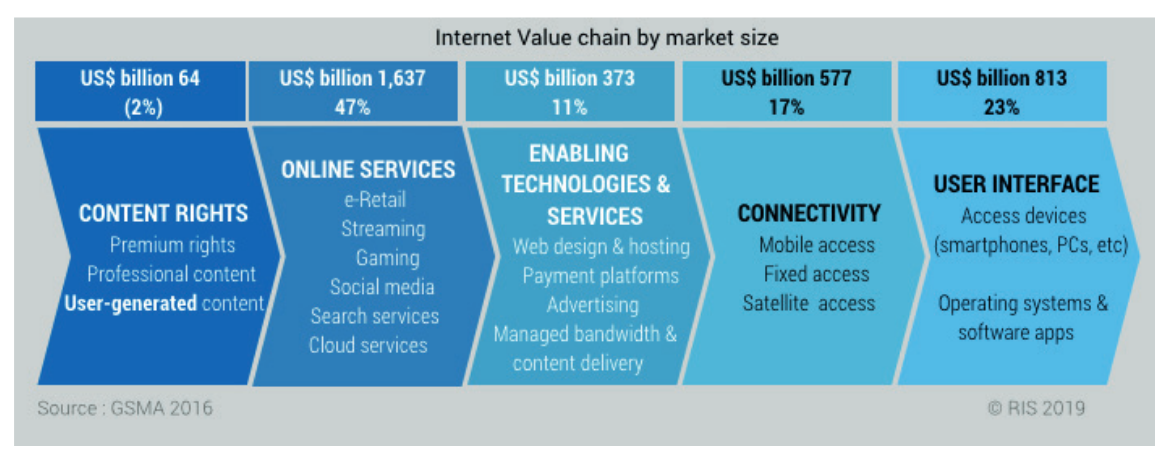 Internet Value chain by market size
US$ billion 64
(2%)
US$ billion 1,637
47%
US$ billion 373
11%
US$ billion 577
17%
US$ billion 813
23%
CONTENT RIGHTS
Premium rights
Professional content
User-generated content
ONLINE SERVICES
e-Retail
Streaming
Gaming
Social media
Search services
Cloud services
ENABLING
TECHNOLOGIES &
SERVICES
Web design & hosting
Payment platforms
Advertising
Managed bandwidth &
content delivery
CONNECTIVITY
Mobile access
Fixed access
Satellite access
USER INTERFACE
Access devices
(smartphones, PCs, etc)
Operating systems &
software apps
Source : GSMA 2016
© RIS 2019